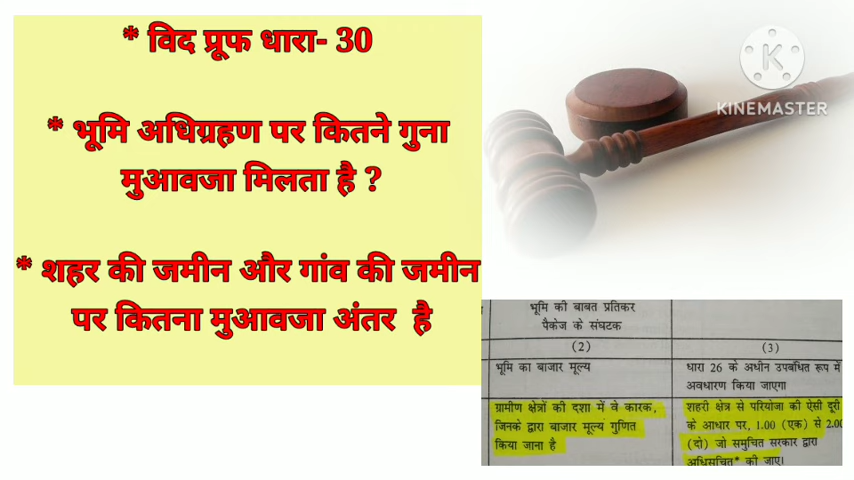 * विद प्रूफ धारा- 30
* भूमि अधिग्रहण पर कितने गुना
मुआवजा मिलता है ?
* शहर की जमीन और गांव की जमीन
पर कितना मुआवजा अंतर है
KINEMASTER
भूमि की बाबत प्रतिकर
पैकेज के संघटक
(2)
(3)
भूमि का बाजार मूल्य
धारा 26 के अधीन उपबंधित रूप में
अवधारण किया जाएगा
ग्रामीण क्षेत्रों की दशा में वे कारक,
जिनके द्वारा बाजार मूल्य गुणित
किया जाना है
शहरी क्षेत्र से परियोजा की ऐसी दूरी
के आधार पर, 1.00 (एक) से 2.00
(दो) जो समुचित सरकार द्वारा
अधिसूचित* की जाए।